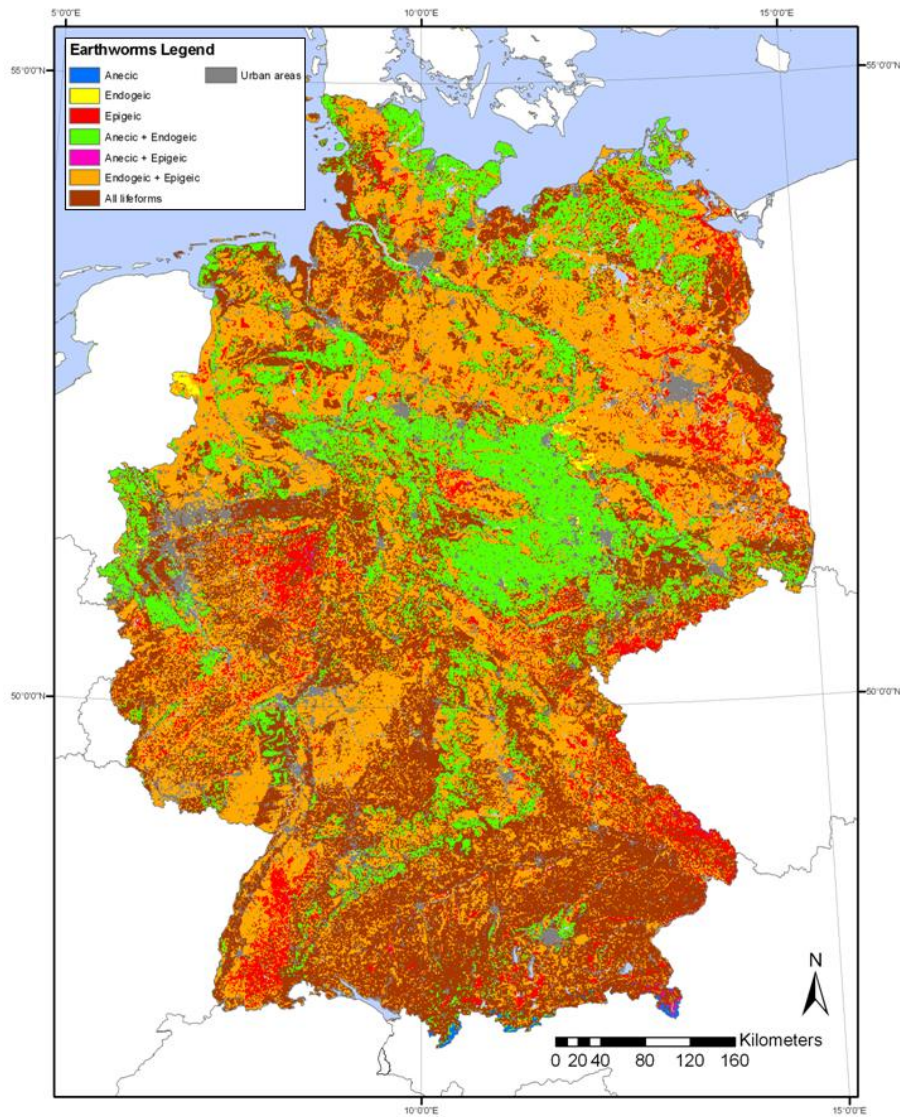 5°0'0"E 10°0'0"E 15°0'0"E
Earthworms Legend
Anecic Urban areas
Endogeic
Epigeic
Anecic + Endogeic
Anecic + Epigeic
Endogeic + Epigeic
All lifeforms
55°0'0"N 55°0'0"N
50°0'0"N 50°0'0"N
N
Kilometers
0 20 40 80 120 160
10°0'0"E 15°0'0"E